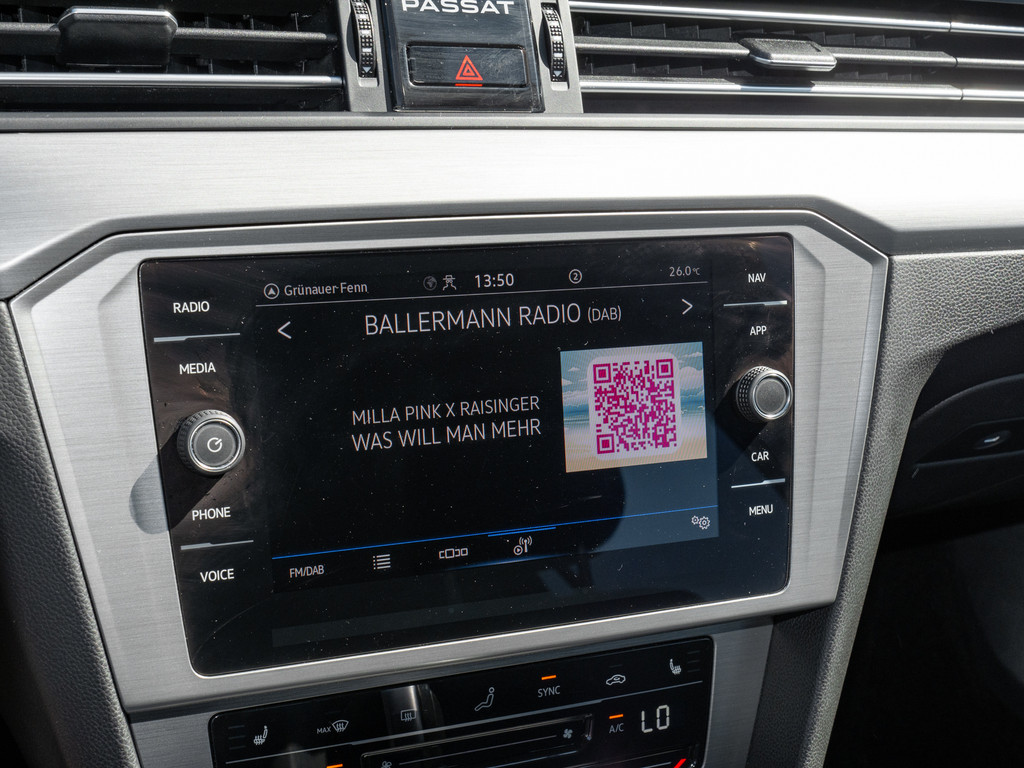 PASSAT
Grünauer Fenn
13:50
2
26.0°C
RADIO
MEDIA
PHONE
VOICE
BALLERMANN RADIO (DAB)
MILLA PINK X RAISINGER
WAS WILL MAN MEHR
FM/DAB
NAV
APP
CAR
MENU
MAX
SYNC
A/C
LO